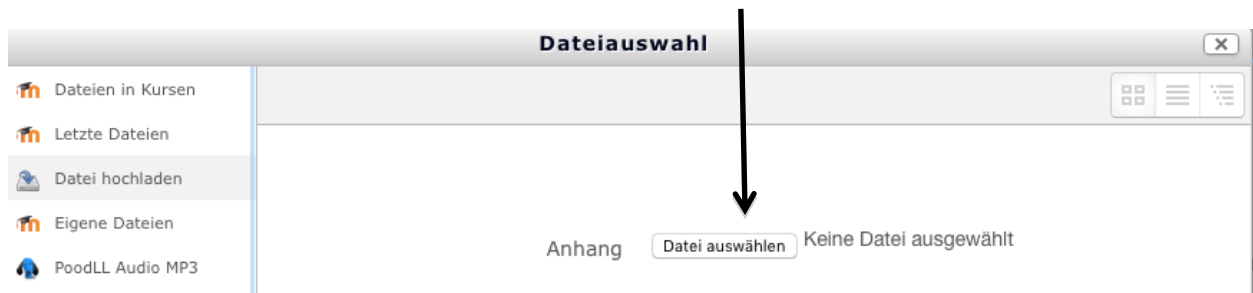 Dateiauswahl
Dateien in Kursen
Letzte Dateien
Datei hochladen
Eigene Dateien
PoodLL Audio MP3
Anhang Datei auswählen Keine Datei ausgewählt